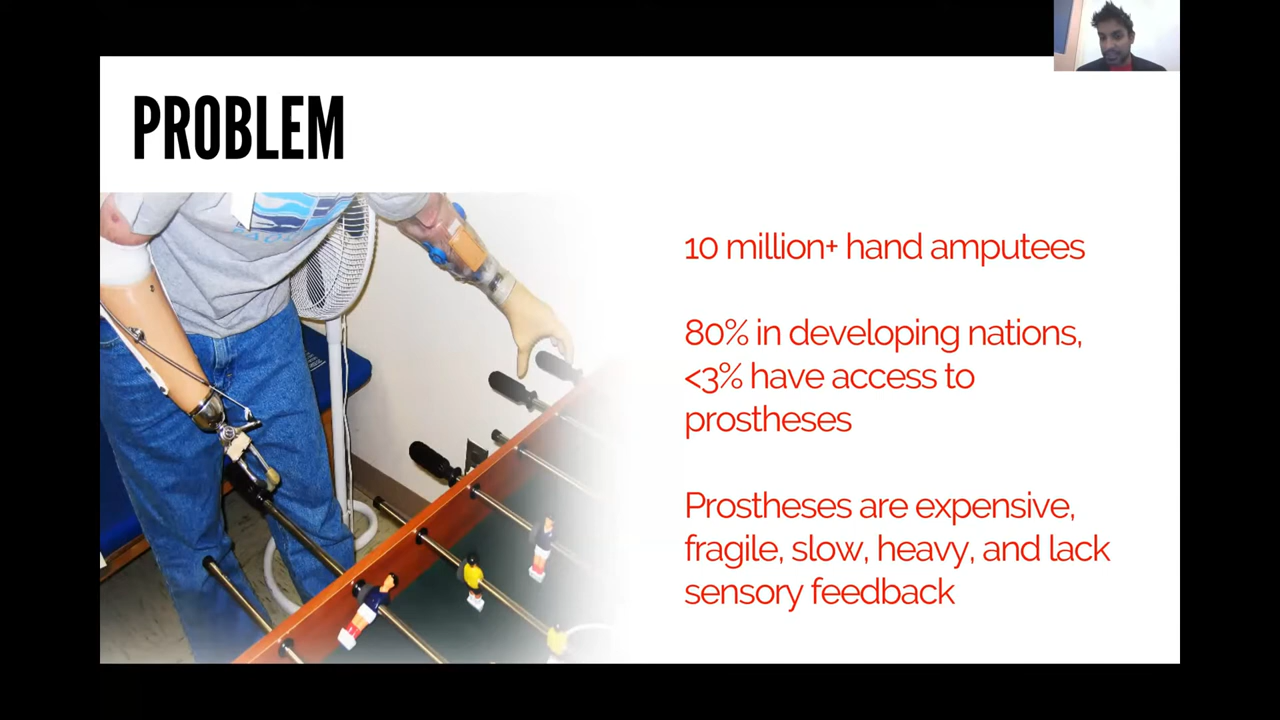 PROBLEM
10 million+ hand amputees
80% in developing nations,
<3% have access to
prostheses
Prostheses are expensive,
fragile, slow, heavy, and lack
sensory feedback